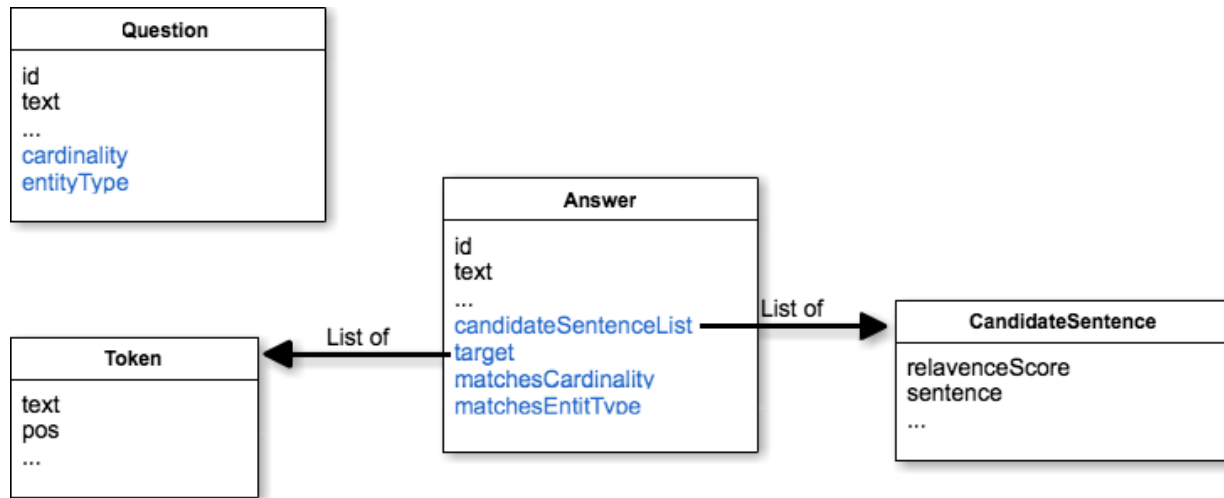 Question
id
text
...
cardinality
entityType
Answer
id
text
...
candidateSentenceList
target
matchesCardinality
matchesEntitType
List of
List of
Token
text
pos
...
CandidateSentence
relavenceScore
sentence
...